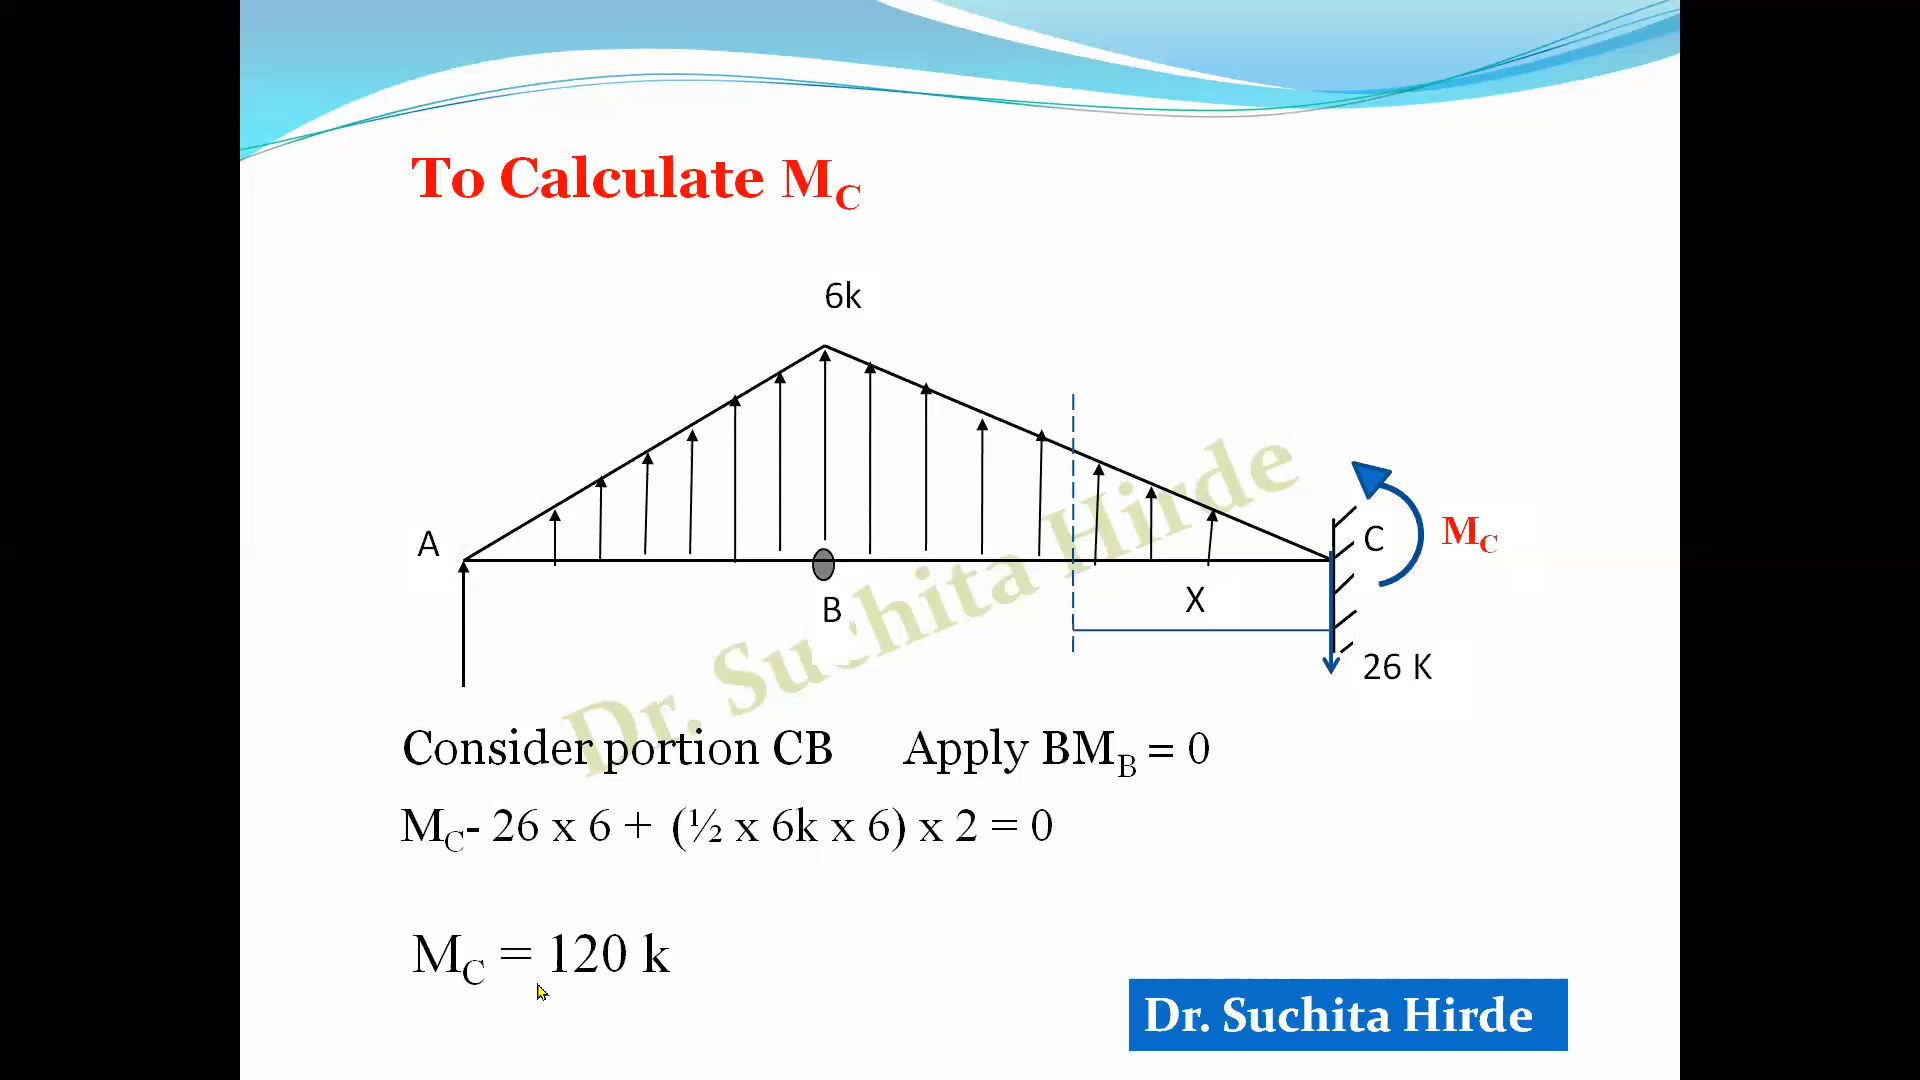 To Calculate M_C
6k
A
B
X
C
M_C
26 K
Dr. Suchita Hirde
Consider portion CB Apply BM_B = 0
M_C- 26 x 6 + (½ x 6k x 6) x 2 = 0
M_C = 120 k
Dr. Suchita Hirde